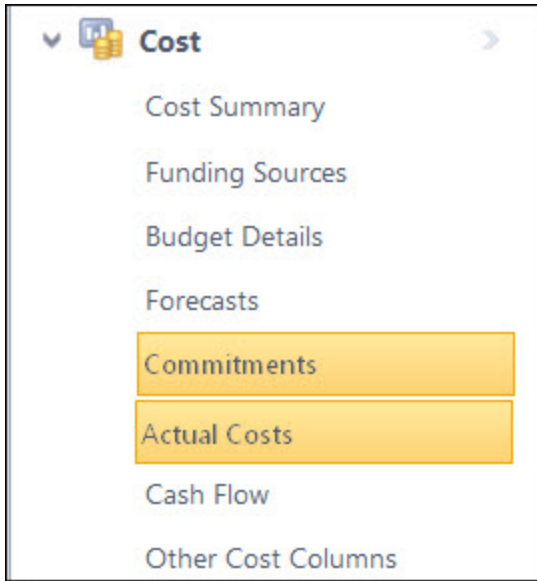 Cost
Cost Summary
Funding Sources
Budget Details
Forecasts
Commitments
Actual Costs
Cash Flow
Other Cost Columns